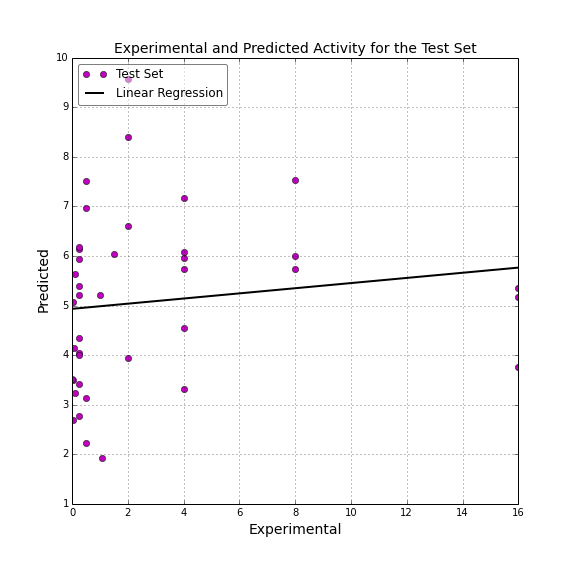 Experimental and Predicted Activity for the Test Set
Test Set
Linear Regression
10
9
8
7
6
5
4
3
2
1
Predicted
0 2 4 6 8 10 12 14 16
Experimental